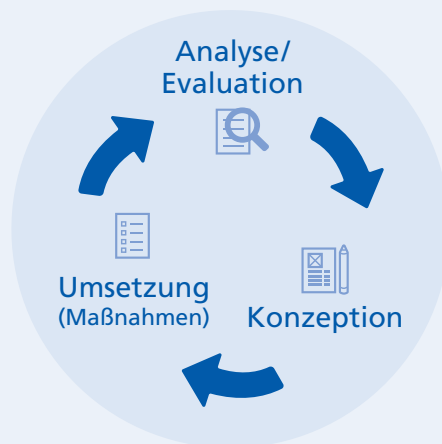 Analyse/
Evaluation
Umsetzung
(Maßnahmen)
Konzeption